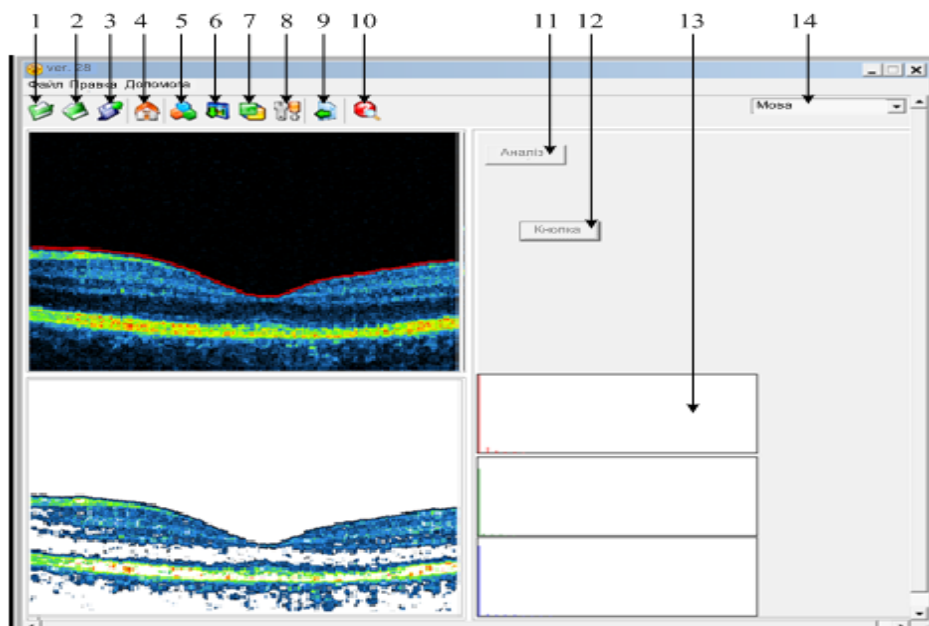 1 2 3 4 5 6 7 8 9 10 11 12 13 14
ver. 28
Файл Правка Допомога
Мова
Аналіз
Кнопка